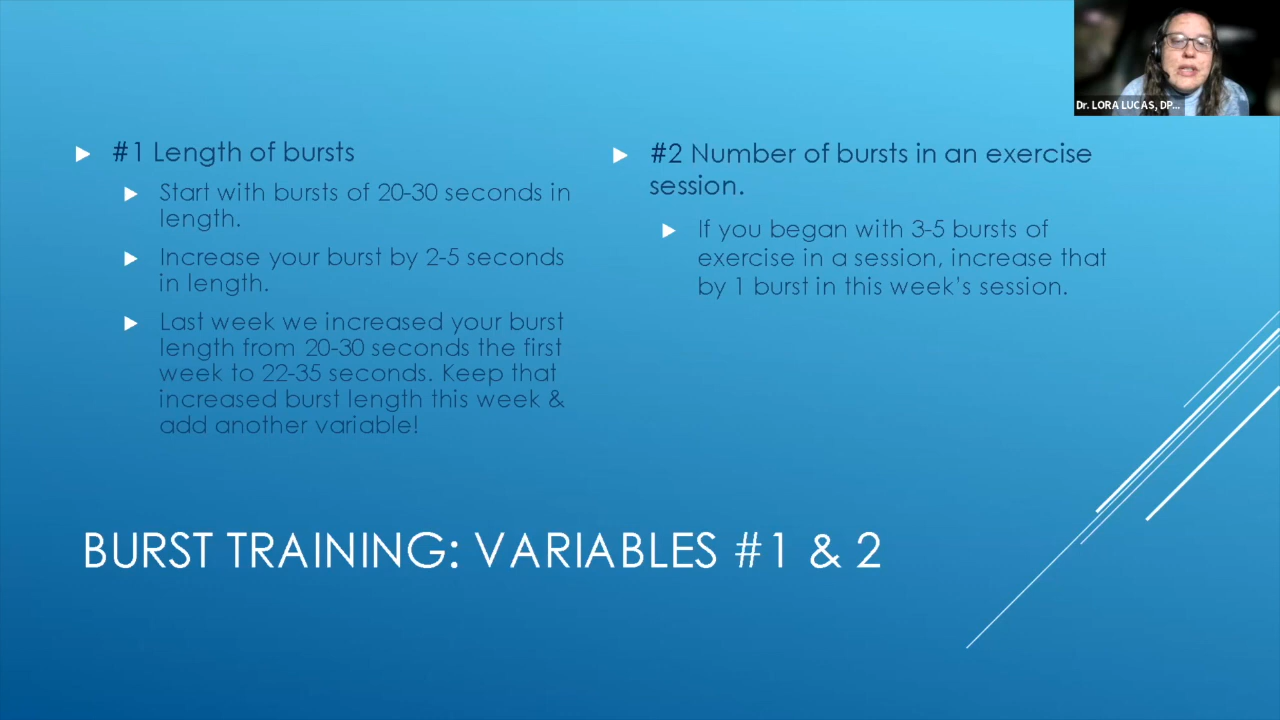 Dr. LORA LUCAS, DP...
#1 Length of bursts
Start with bursts of 20-30 seconds in
length.
Increase your burst by 2-5 seconds
in length.
Last week we increased your burst
length from 20-30 seconds the first
week to 22-35 seconds. Keep that
increased burst length this week &
add another variable!
#2 Number of bursts in an exercise
session.
If you began with 3-5 bursts of
exercise in a session, increase that
by 1 burst in this week's session.
BURST TRAINING: VARIABLES #1 & 2